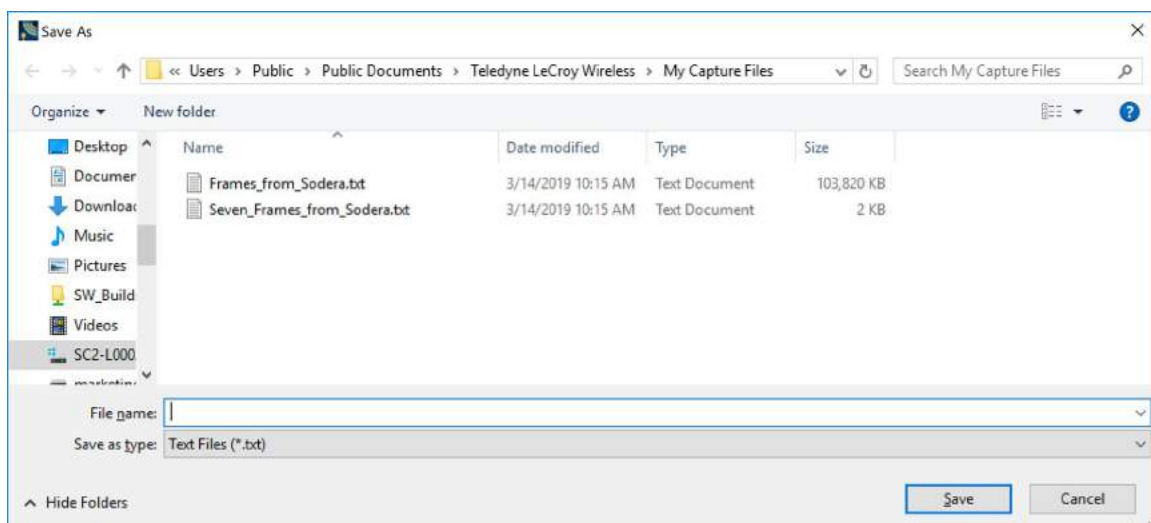 Save As
« Users › Public › Public Documents › Teledyne LeCroy Wireless › My Capture Files Search My Capture Files
Organize New folder
Name Date modified Type Size
Desktop
Documer
Frames_from_Sodera.txt 3/14/2019 10:15 AM Text Document 103,820 KB
Downloac
Seven_Frames_from_Sodera.txt 3/14/2019 10:15 AM Text Document 2 KB
Music
Pictures
SW_Build
Videos
SC2-L000
File name:
Save as type: Text Files (*.txt)
Hide Folders Save Cancel